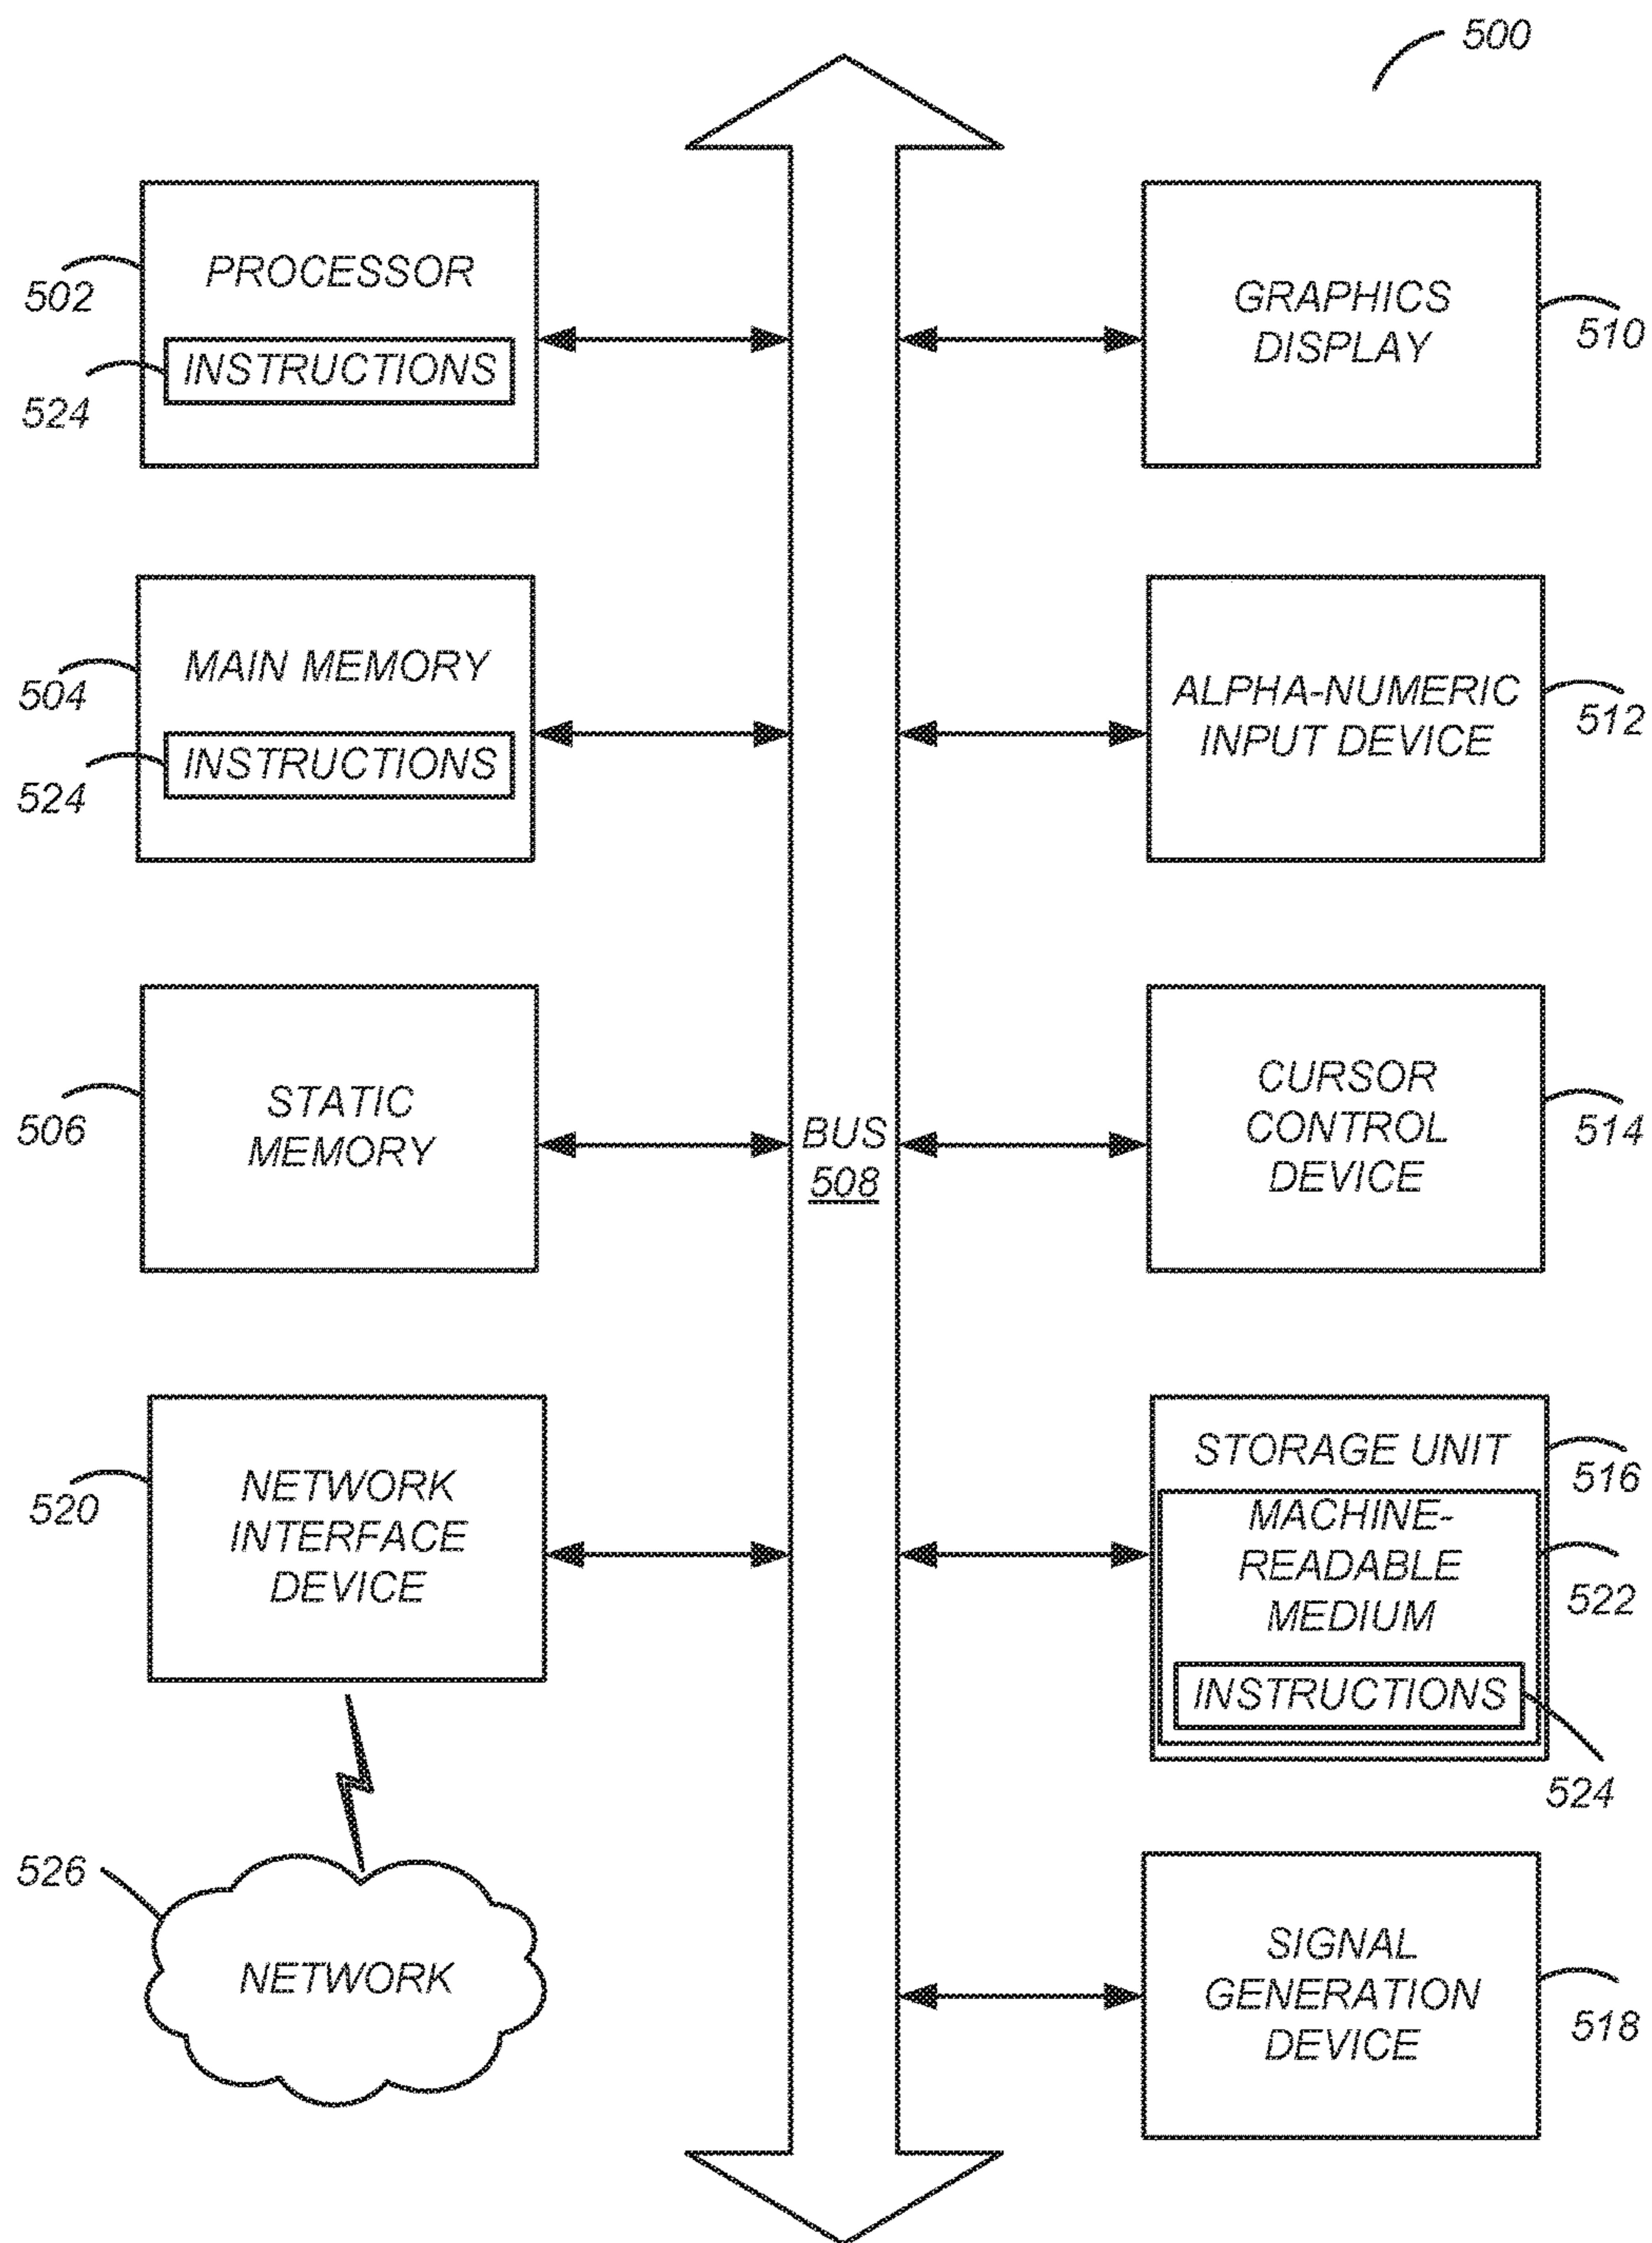 500
PROCESSOR
502
INSTRUCTIONS
524
GRAPHICS
DISPLAY
510
MAIN MEMORY
504
INSTRUCTIONS
524
ALPHA-NUMERIC
INPUT DEVICE
512
STATIC
MEMORY
506
BUS
508
CURSOR
CONTROL
DEVICE
514
NETWORK
INTERFACE
DEVICE
520
STORAGE UNIT
516
MACHINE-
READABLE
MEDIUM
522
INSTRUCTIONS
524
526
NETWORK
SIGNAL
GENERATION
DEVICE
518